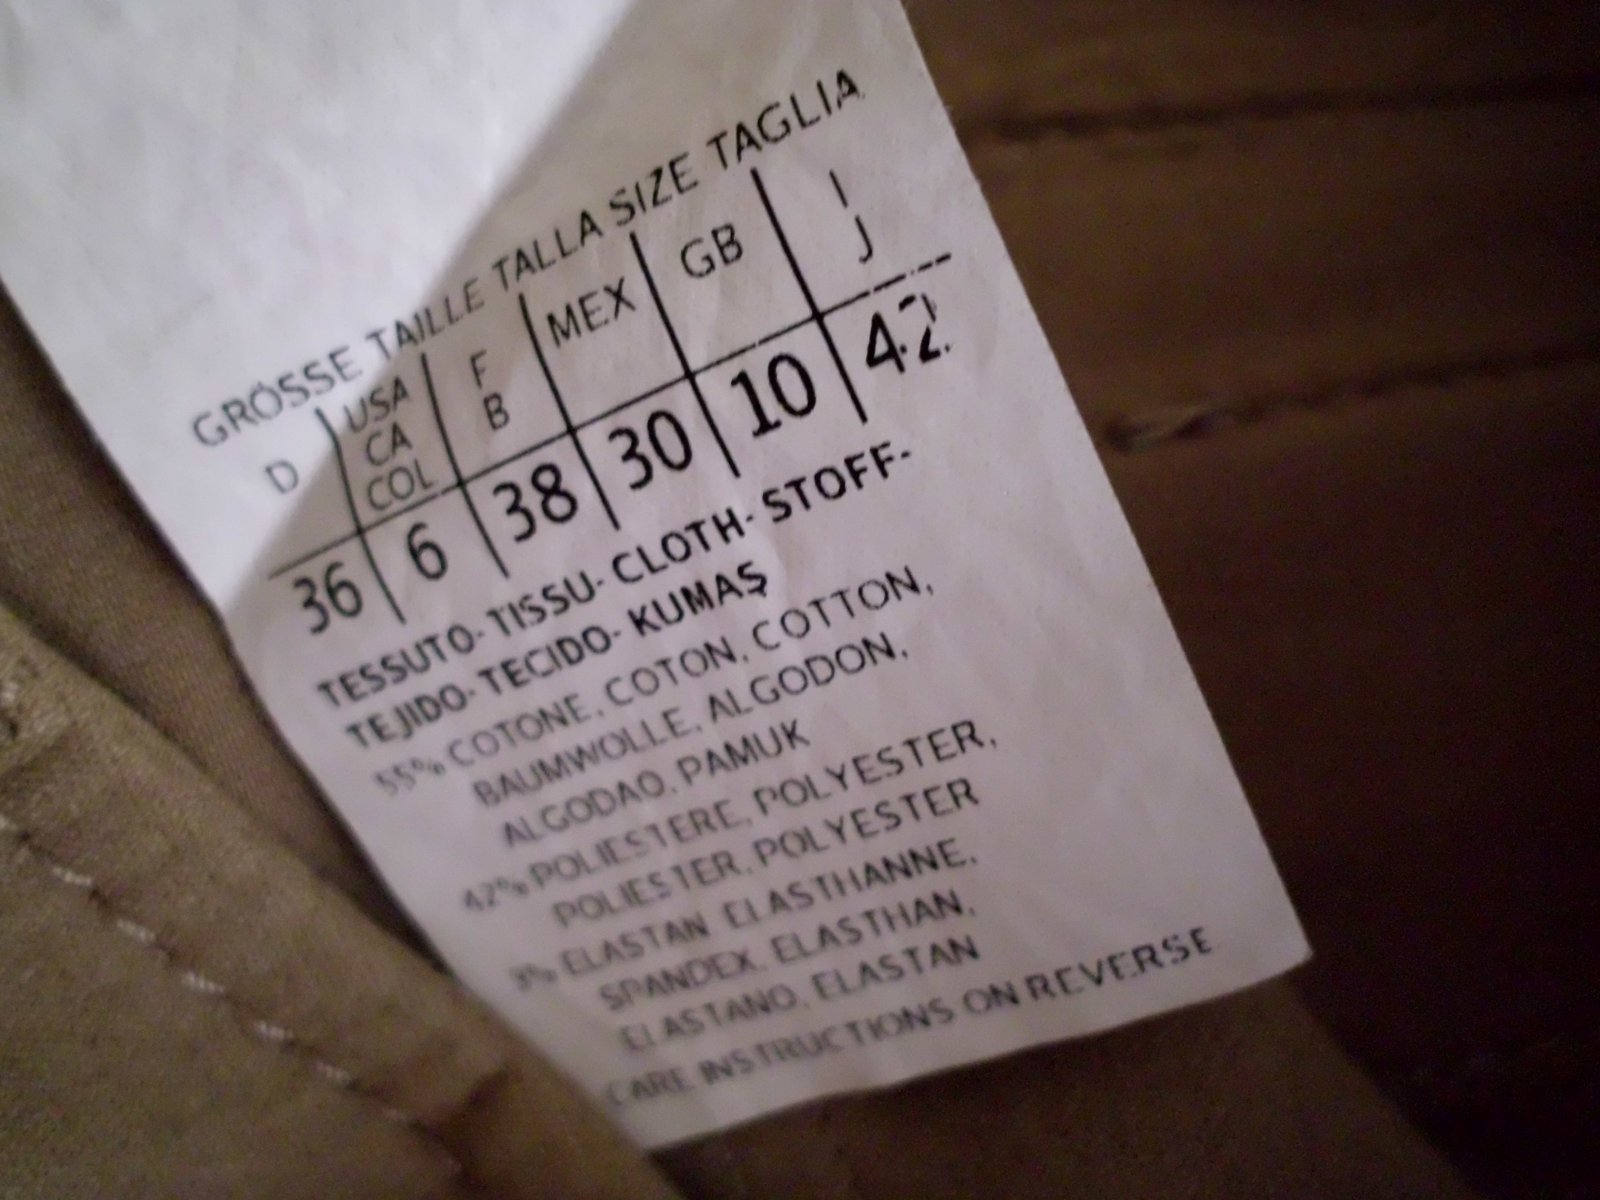 GRÖSSE TAILLE TALLA SIZE TAGLIA
D USA CA COL F B MEX GB I J
36 6 38 30 10 42
TESSUTO- TISSU- CLOTH- STOFF-
TEJIDO- TECIDO- KUMAŞ
55% COTONE, COTON, COTTON,
BAUMWOLLE, ALGODON,
ALGODAO, PAMUK
42% POLIESTERE, POLYESTER,
POLIESTER, POLYESTER
3% ELASTAN, ELASTHANNE,
SPANDEX, ELASTHAN,
ELASTANO, ELASTAN
CARE INSTRUCTIONS ON REVERSE